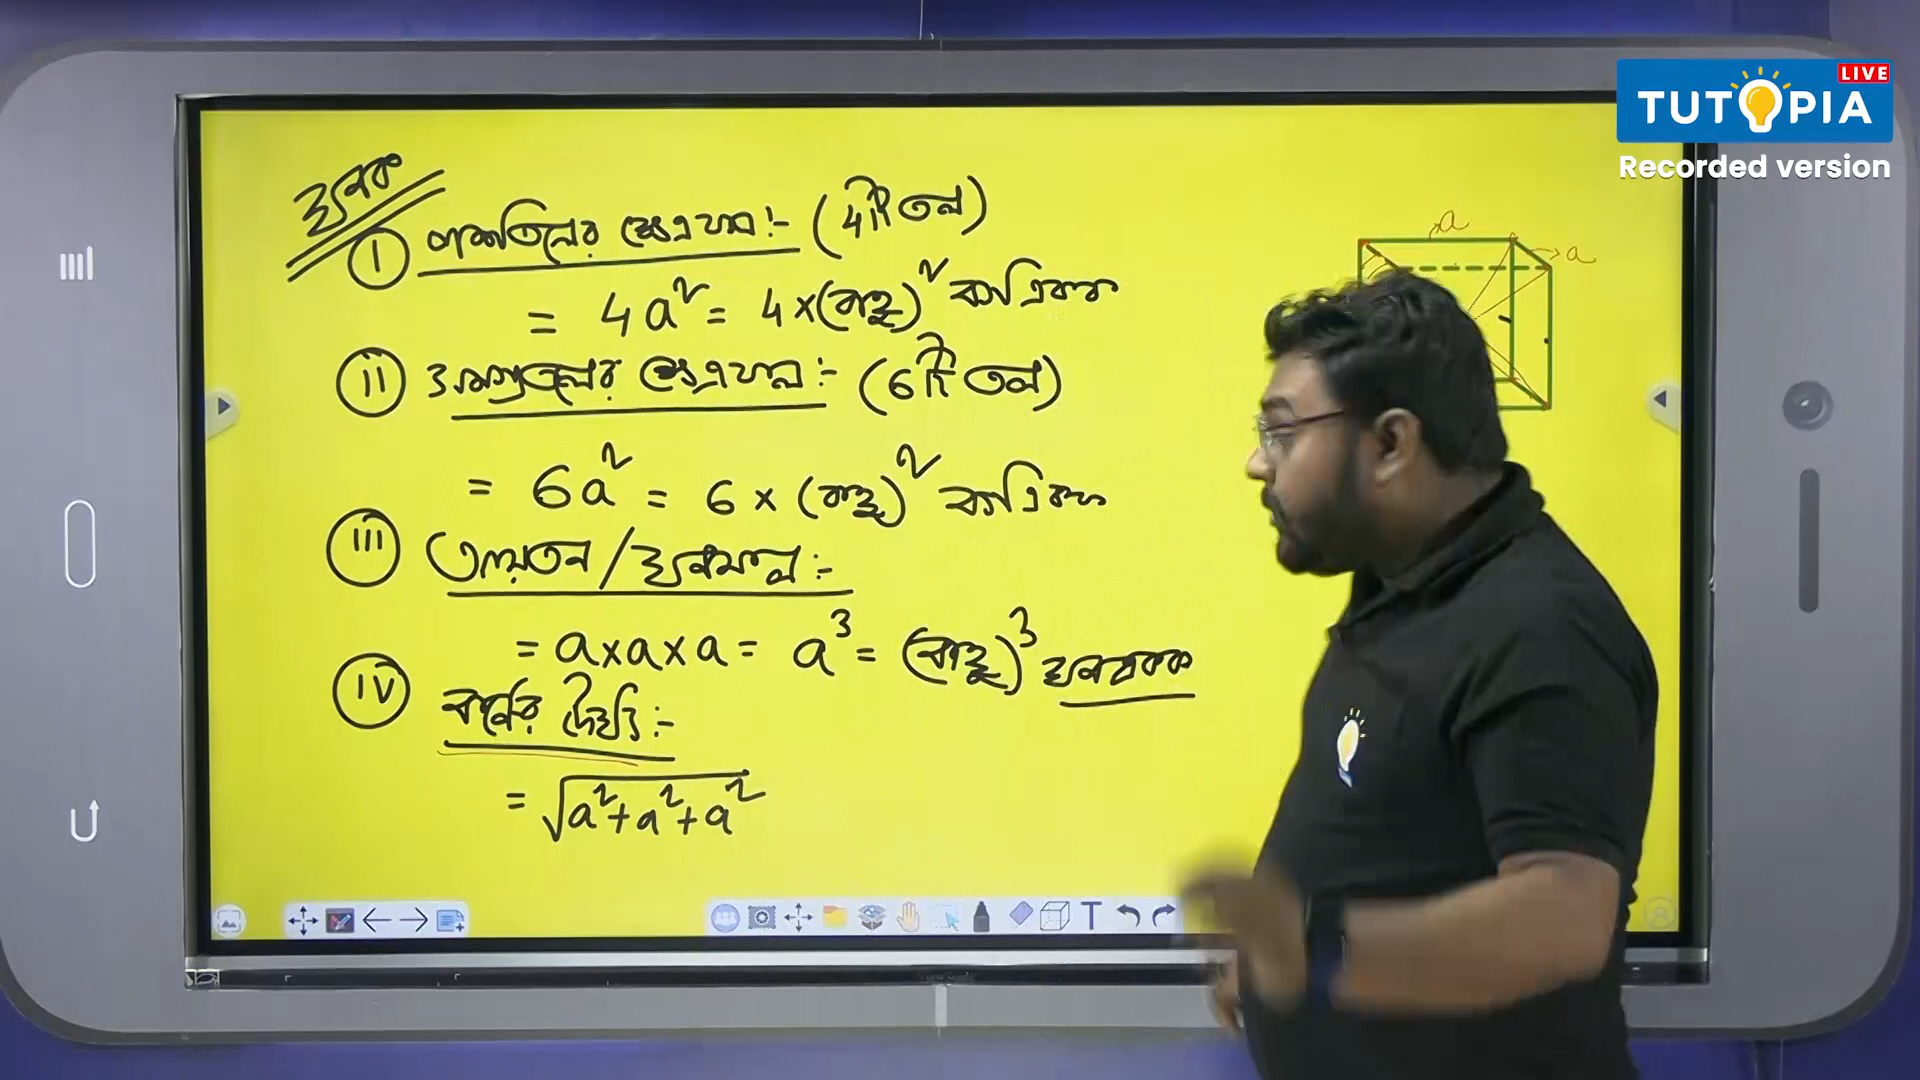 LIVE
TUTOPIA
Recorded version
ঘনক
i পার্শ্বতলের ক্ষেত্রফল :- (4টি তল)
= 4a² = 4×(বাহু)² বর্গএকক
ii সমগ্রতলের ক্ষেত্রফল :- (6টি তল)
= 6a² = 6 × (বাহু)² বর্গএকক
iii আয়তন / ঘনফল :-
= a×a×a = a³ = (বাহু)³ ঘনএকক
iv কর্ণের দৈর্ঘ্য :-
= √a²+a²+a²
a
a
T